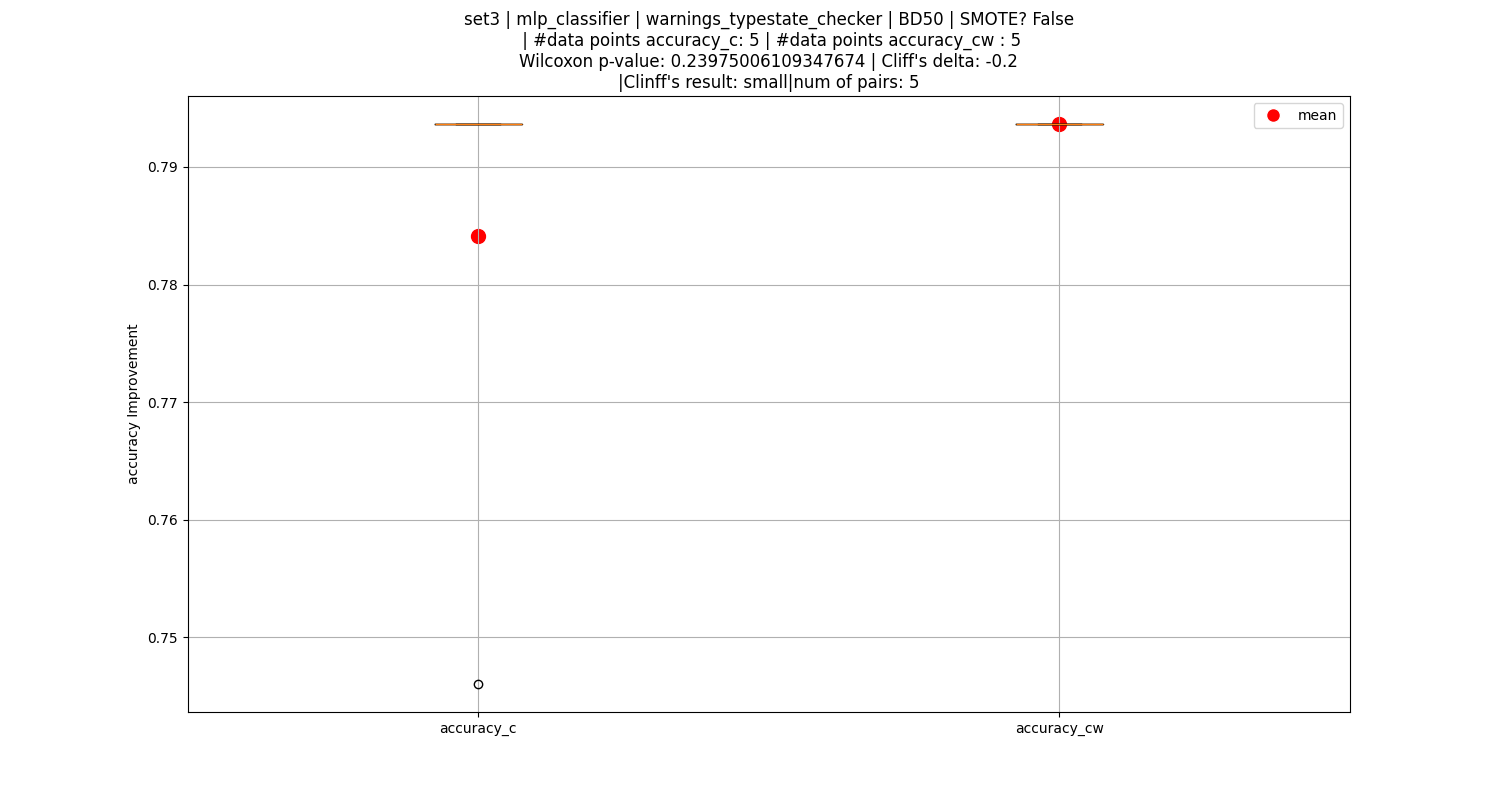 set3 | mlp_classifier | warnings_typestate_checker | BD50 | SMOTE? False
| #data points accuracy_c: 5 | #data points accuracy_cw : 5
Wilcoxon p-value: 0.23975006109347674 | Cliff's delta: -0.2
|Clinff's result: small|num of pairs: 5
mean
0.79
0.78
0.77
0.76
0.75
accuracy Improvement
accuracy_c
accuracy_cw